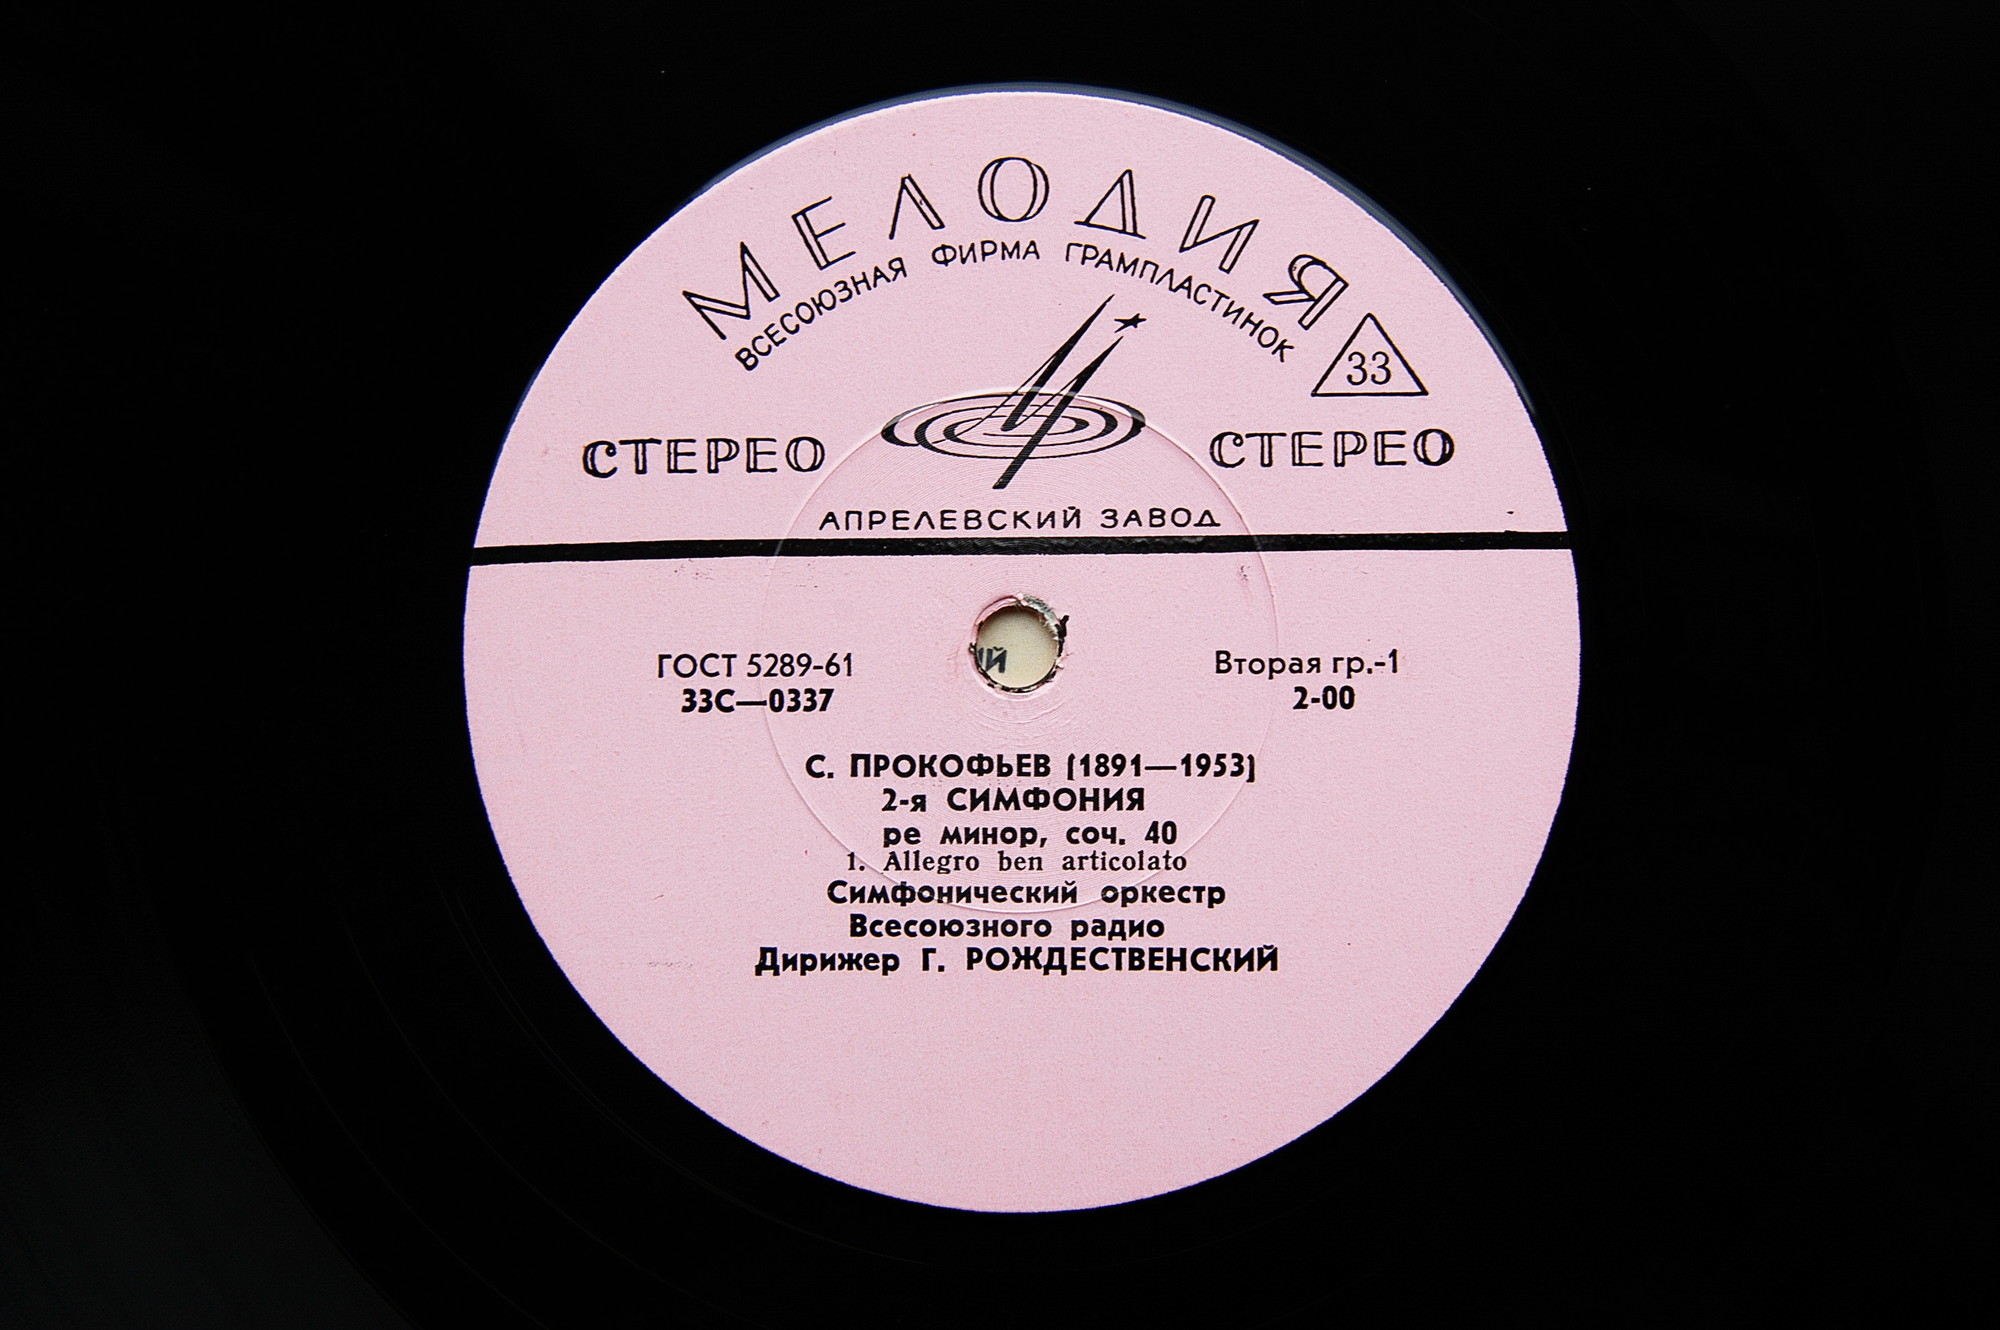 МЕЛОДИЯ
ВСЕСОЮЗНАЯ ФИРМА ГРАМПЛАСТИНОК
33
СТЕРЕО
СТЕРЕО
АПРЕЛЕВСКИЙ ЗАВОД
ГОСТ 5289-61
33С—0337
Вторая гр.-1
2-00
С. ПРОКОФЬЕВ (1891—1953)
2-я СИМФОНИЯ
ре минор, соч. 40
1. Allegro ben articolato
Симфонический оркестр
Всесоюзного радио
Дирижер Г. РОЖДЕСТВЕНСКИЙ